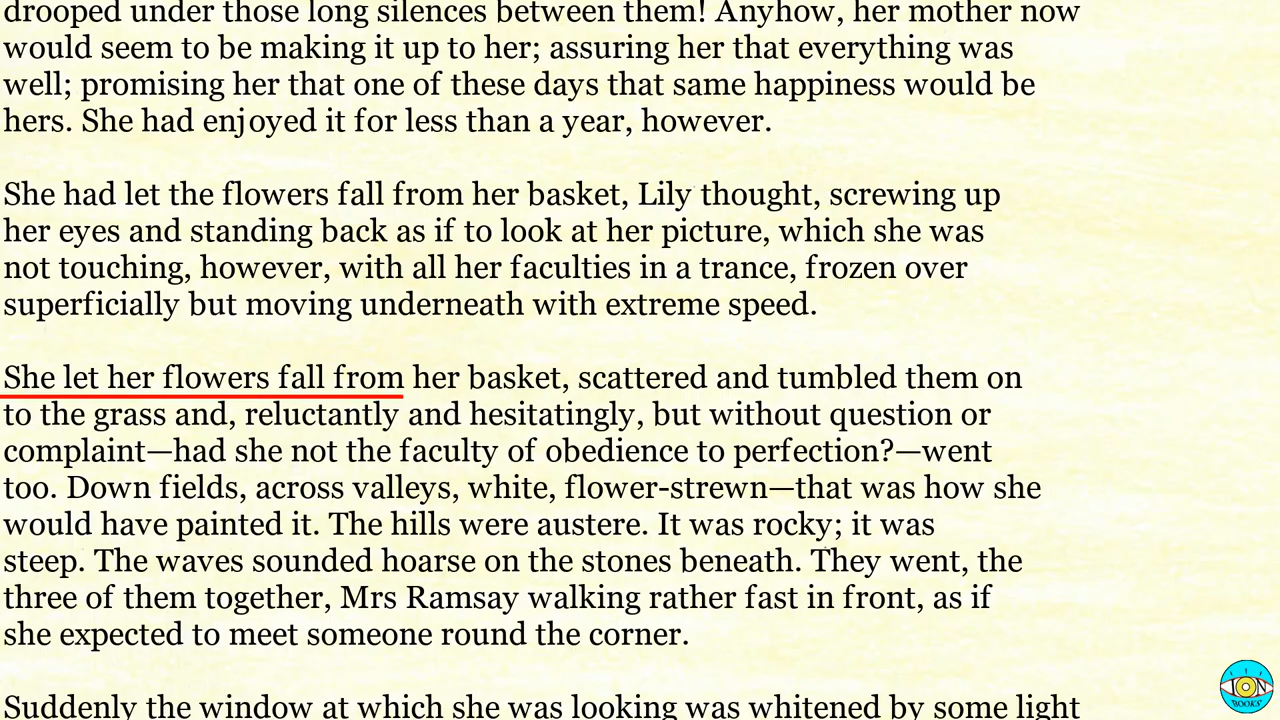 drooped under those long silences between them! Anyhow, her mother now
would seem to be making it up to her; assuring her that everything was
well; promising her that one of these days that same happiness would be
hers. She had enjoyed it for less than a year, however.
She had let the flowers fall from her basket, Lily thought, screwing up
her eyes and standing back as if to look at her picture, which she was
not touching, however, with all her faculties in a trance, frozen over
superficially but moving underneath with extreme speed.
She let her flowers fall from her basket, scattered and tumbled them on
to the grass and, reluctantly and hesitatingly, but without question or
complaint—had she not the faculty of obedience to perfection?—went
too. Down fields, across valleys, white, flower-strewn—that was how she
would have painted it. The hills were austere. It was rocky; it was
steep. The waves sounded hoarse on the stones beneath. They went, the
three of them together, Mrs Ramsay walking rather fast in front, as if
she expected to meet someone round the corner.
Suddenly the window at which she was looking was whitened by some light
ION
BOOKS